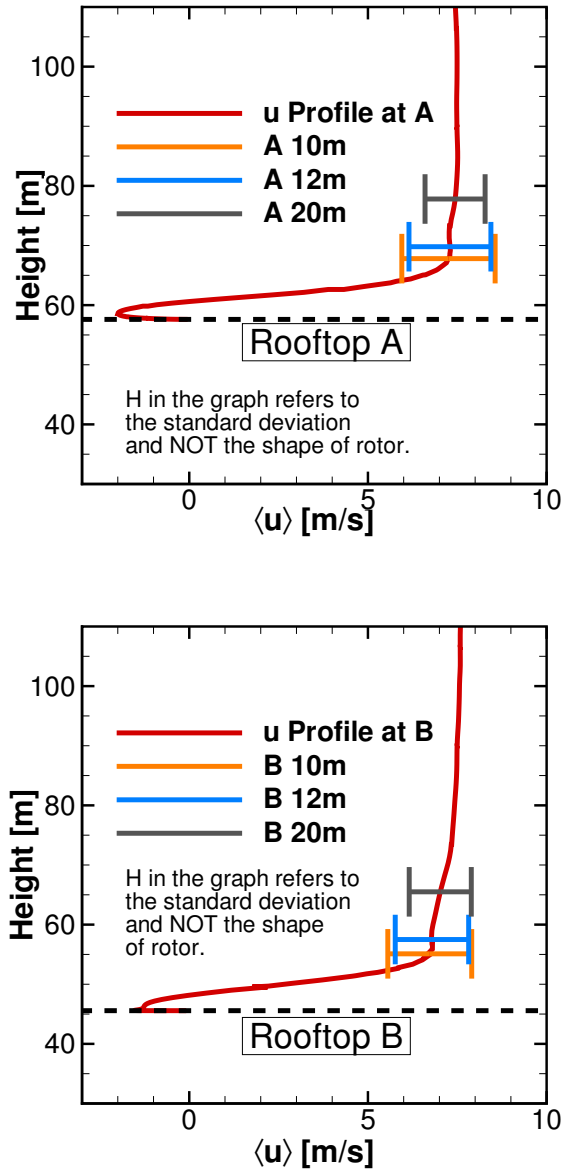 100
u Profile at A
A 10m
80
A 12m
A 20m
Height [m]
60
Rooftop A
H in the graph refers to
the standard deviation
and NOT the shape of rotor.
40
0 5 10
⟨u⟩ [m/s]
100
u Profile at B
B 10m
80
B 12m
B 20m
Height [m]
H in the graph refers to
the standard deviation
and NOT the shape
of rotor.
60
Rooftop B
40
0 5 10
⟨u⟩ [m/s]